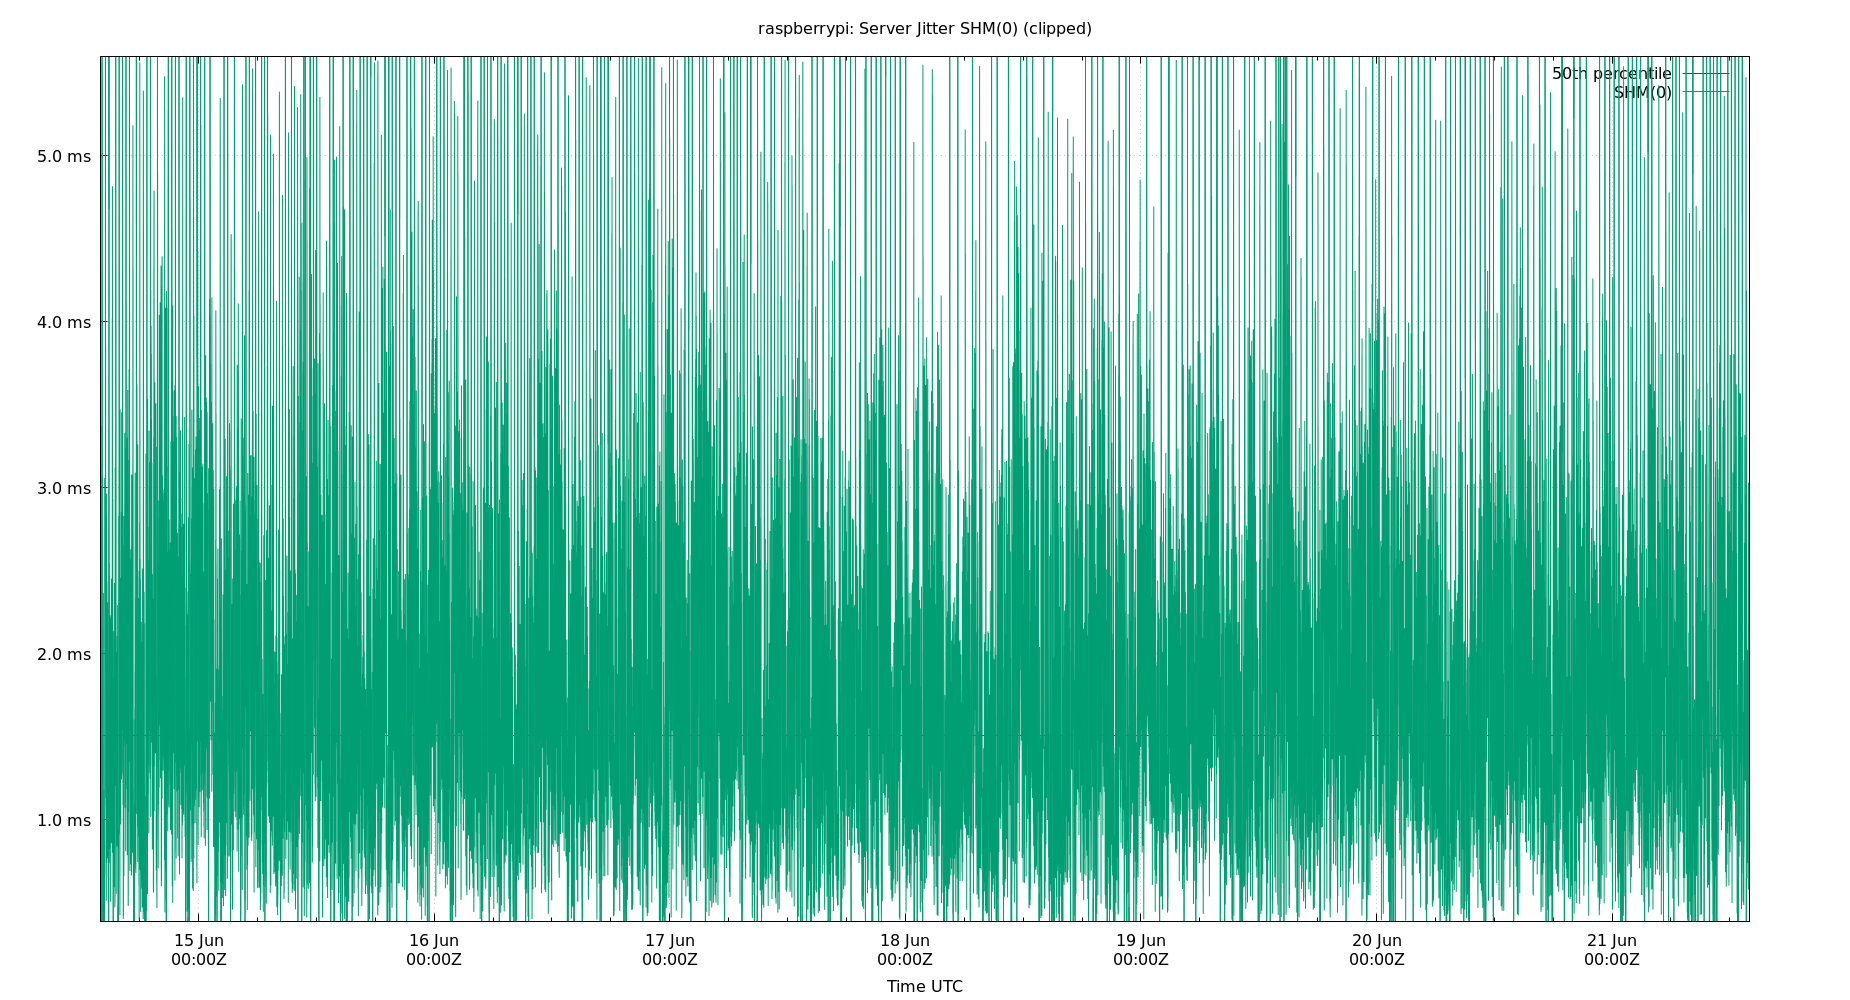 raspberrypi: Server Jitter SHM(0) (clipped)
50th percentile
SHM(0)
5.0 ms
4.0 ms
3.0 ms
2.0 ms
1.0 ms
15 Jun 16 Jun 17 Jun 18 Jun 19 Jun 20 Jun 21 Jun
00:00Z 00:00Z 00:00Z 00:00Z 00:00Z 00:00Z 00:00Z
Time UTC